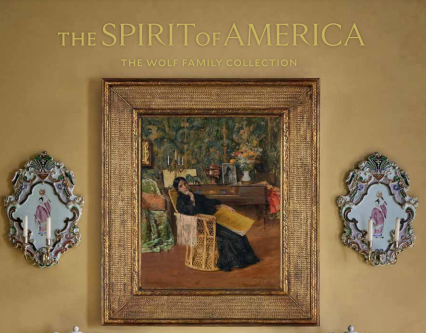 THE SPIRIT OF AMERICA
THE WOLF FAMILY COLLECTION